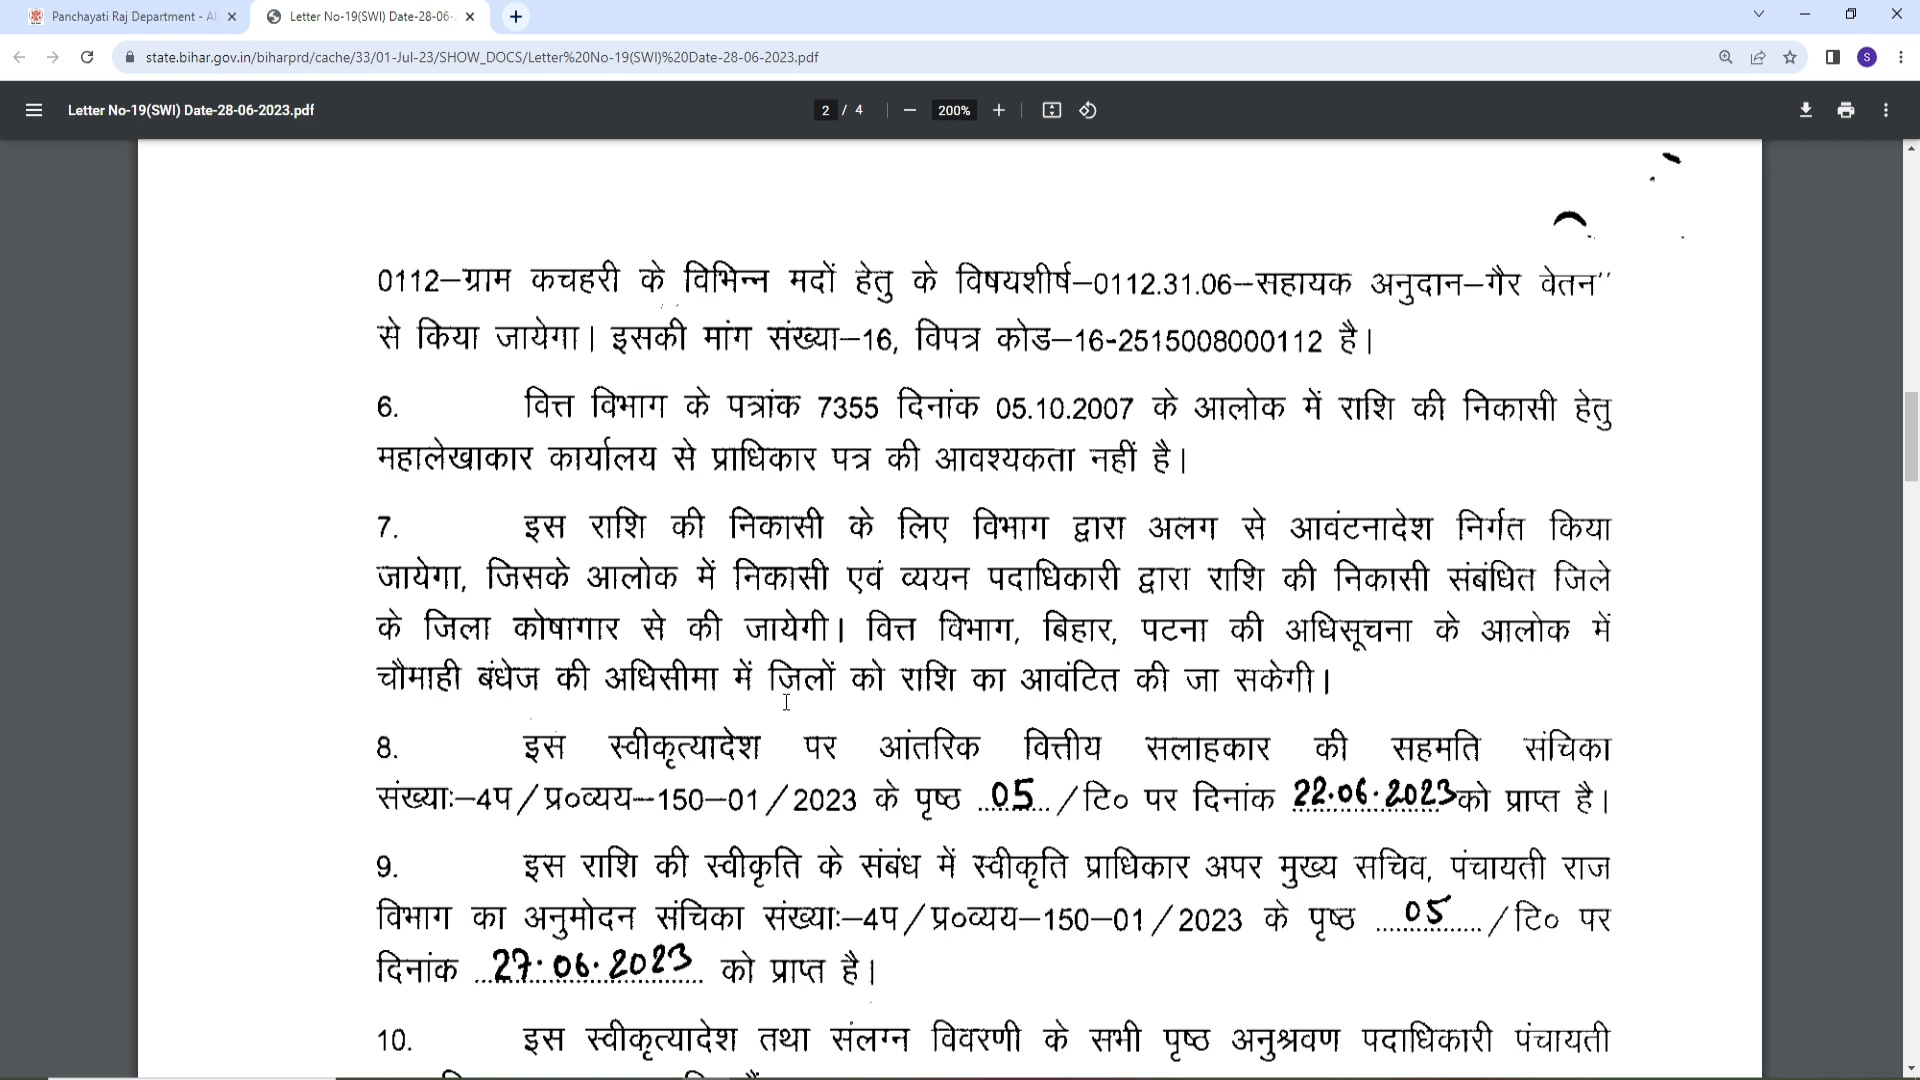 Panchayati Raj Department - Al
Letter No-19(SWI) Date-28-06-
state.bihar.gov.in/biharprd/cache/33/01-Jul-23/SHOW_DOCS/Letter%20No-19(SWI)%20Date-28-06-2023.pdf
S
Letter No-19(SWI) Date-28-06-2023.pdf
2 / 4
200%
0112–ग्राम कचहरी के विभिन्न मदों हेतु के विषयशीर्ष–0112.31.06–सहायक अनुदान–गैर वेतन''
से किया जायेगा। इसकी मांग संख्या–16, विपत्र कोड–16-2515008000112 है।
6. वित्त विभाग के पत्रांक 7355 दिनांक 05.10.2007 के आलोक में राशि की निकासी हेतु
महालेखाकार कार्यालय से प्राधिकार पत्र की आवश्यकता नहीं है।
7. इस राशि की निकासी के लिए विभाग द्वारा अलग से आवंटनादेश निर्गत किया
जायेगा, जिसके आलोक में निकासी एवं व्ययन पदाधिकारी द्वारा राशि की निकासी संबंधित जिले
के जिला कोषागार से की जायेगी। वित्त विभाग, बिहार, पटना की अधिसूचना के आलोक में
चौमाही बंधेज की अधिसीमा में जिलों को राशि का आवंटित की जा सकेगी।
8. इस स्वीकृत्यादेश पर आंतरिक वित्तीय सलाहकार की सहमति संचिका
संख्याः–4प/प्र०व्यय–150–01/2023 के पृष्ठ ..05../टि० पर दिनांक 22.06.2023 को प्राप्त है।
9. इस राशि की स्वीकृति के संबंध में स्वीकृति प्राधिकार अपर मुख्य सचिव, पंचायती राज
विभाग का अनुमोदन संचिका संख्याः–4प/प्र०व्यय–150–01/2023 के पृष्ठ ....05..../टि० पर
दिनांक ..27.06.2023.. को प्राप्त है।
10. इस स्वीकृत्यादेश तथा संलग्न विवरणी के सभी पृष्ठ अनुश्रवण पदाधिकारी पंचायती